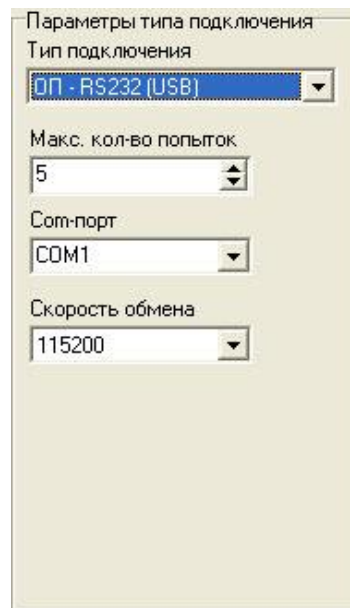 Параметры типа подключения
Тип подключения
ОП - RS232 (USB)
Макс. кол-во попыток
5
Com-порт
COM1
Скорость обмена
115200